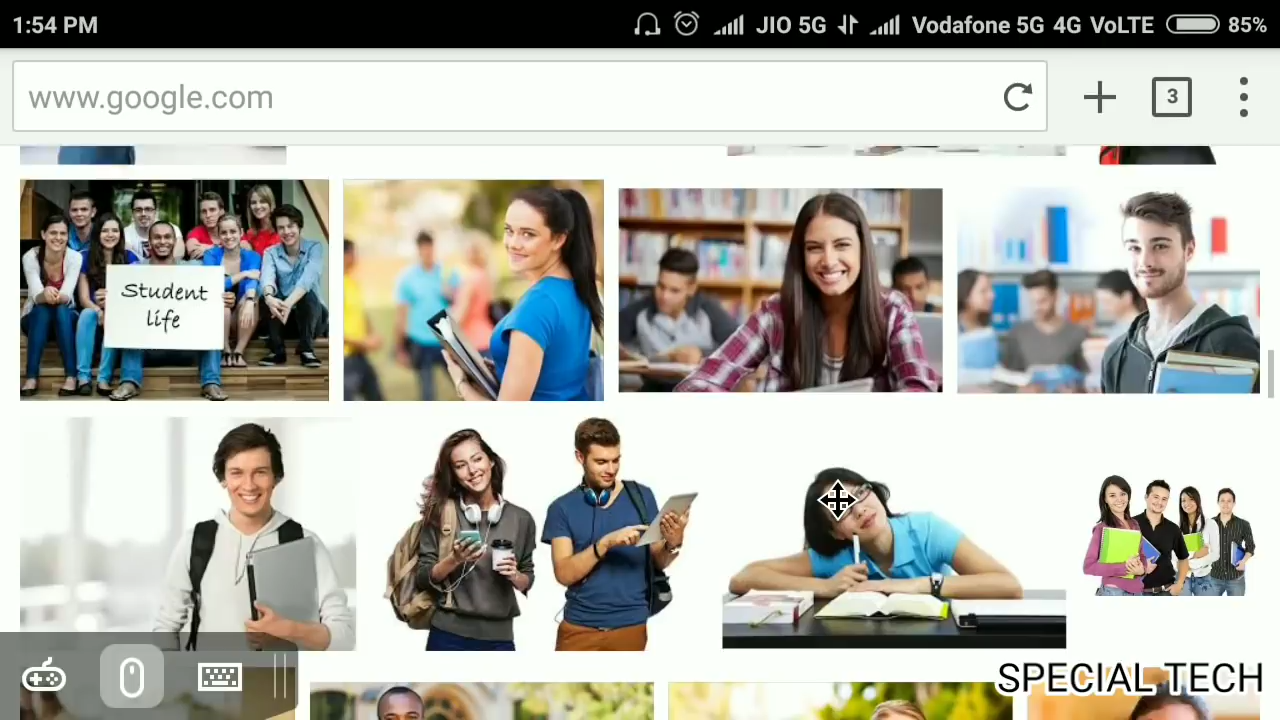 1:54 PM JIO 5G Vodafone 5G 4G VoLTE 85%
www.google.com
3
Student
life
SPECIAL TECH